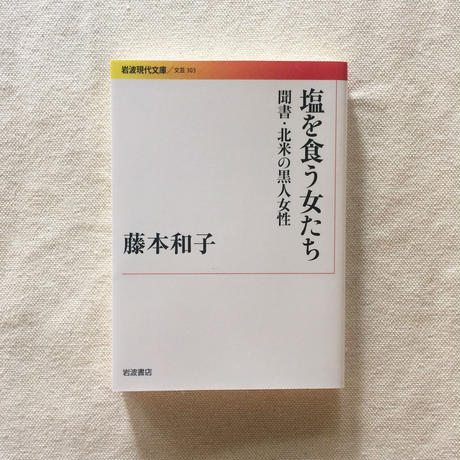 岩波現代文庫/文芸 303
塩を食う女たち
聞書・北米の黒人女性
藤本和子
岩波書店